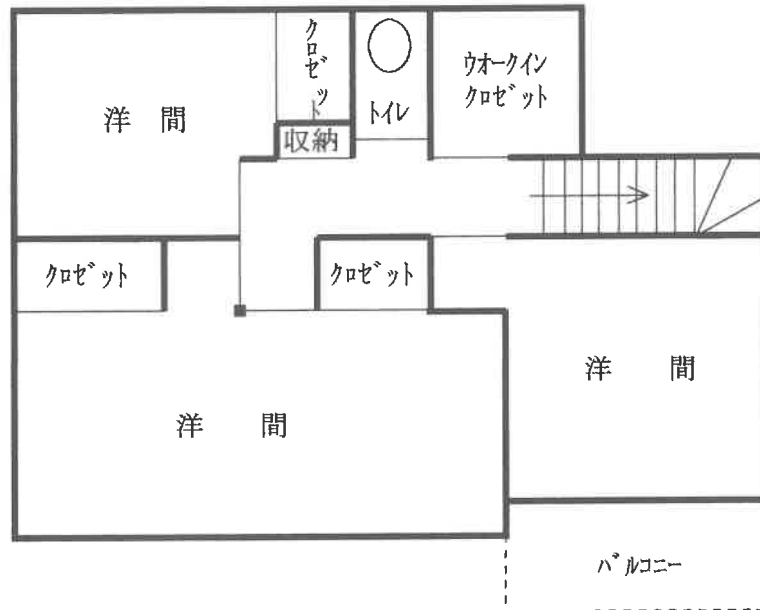 クロゼット
ウオークイン
クロゼット
洋 間
トイレ
収納
クロゼット
クロゼット
洋 間
洋 間
バルコニー